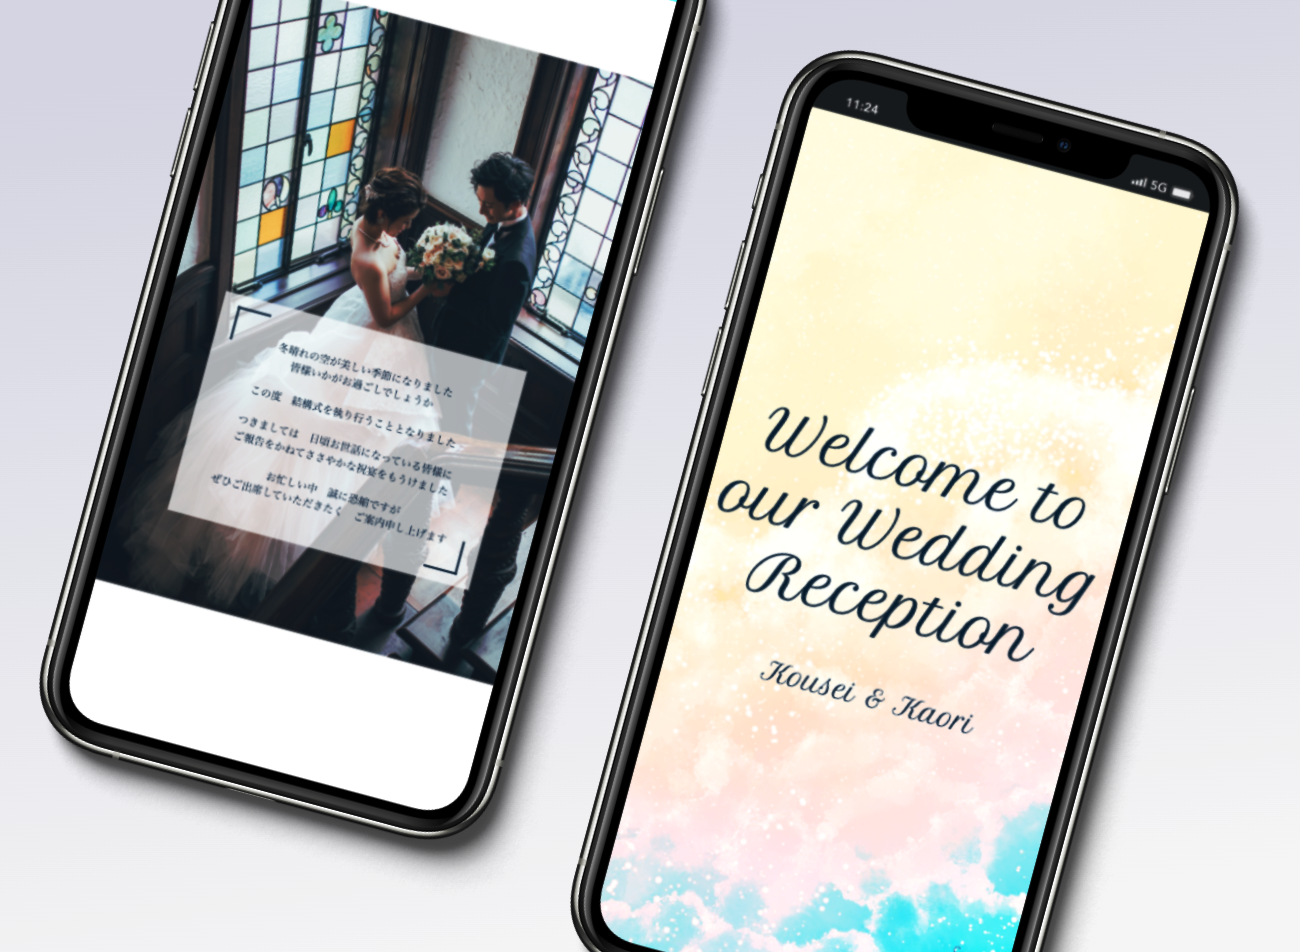 冬晴れの空が美しい季節になりました
皆様いかがお過ごしでしょうか
この度　結構式を執り行うこととなりました
つきましては　日頃お世話になっている皆様に
ご報告をかねてささやかな祝宴をもうけました
お忙しい中　誠に恐縮ですが
ぜひご出席していただきたく　ご案内申し上げます
11:24
5G
Welcome to
our Wedding
Reception
Kousei & Kaori